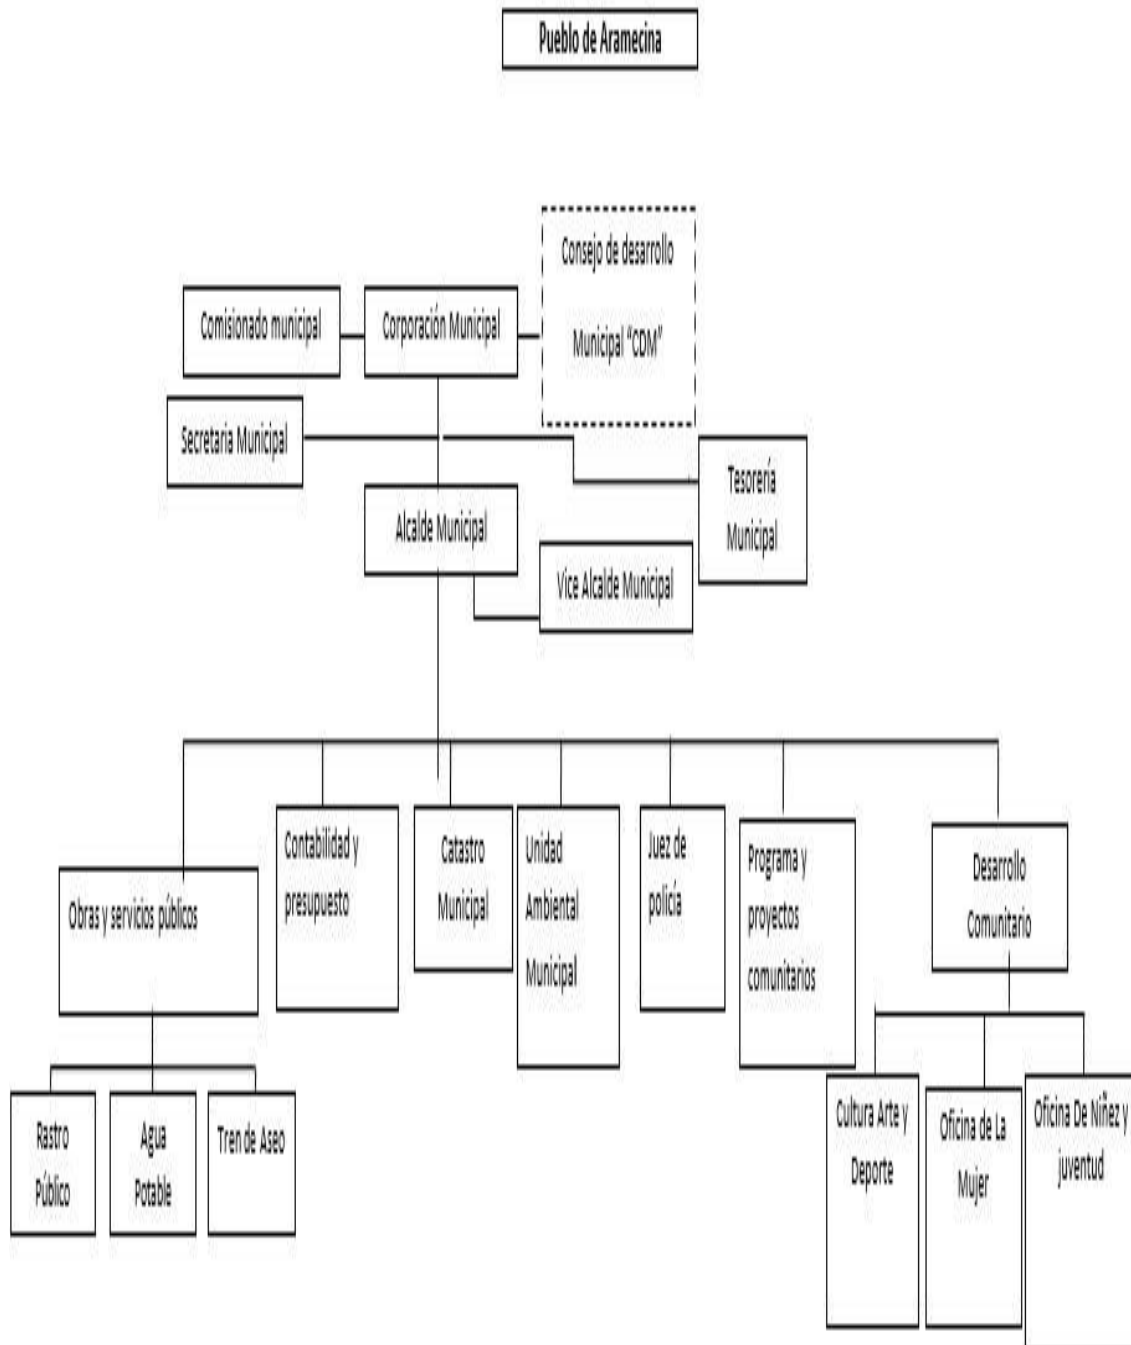 Pueblo de Aramecina
Consejo de desarrollo
Municipal “CDM”
Comisionado municipal
Corporación Municipal
Secretaria Municipal
Tesorería
Municipal
Alcalde Municipal
Vice Alcalde Municipal
Obras y servicios públicos
Contabilidad y
presupuesto
Catastro
Municipal
Unidad
Ambiental
Municipal
Juez de
policía
Programa y
proyectos
comunitarios
Desarrollo
Comunitario
Rastro
Público
Agua
Potable
Tren de Aseo
Cultura Arte y
Deporte
Oficina de La
Mujer
Oficina De Niñez y
juventud